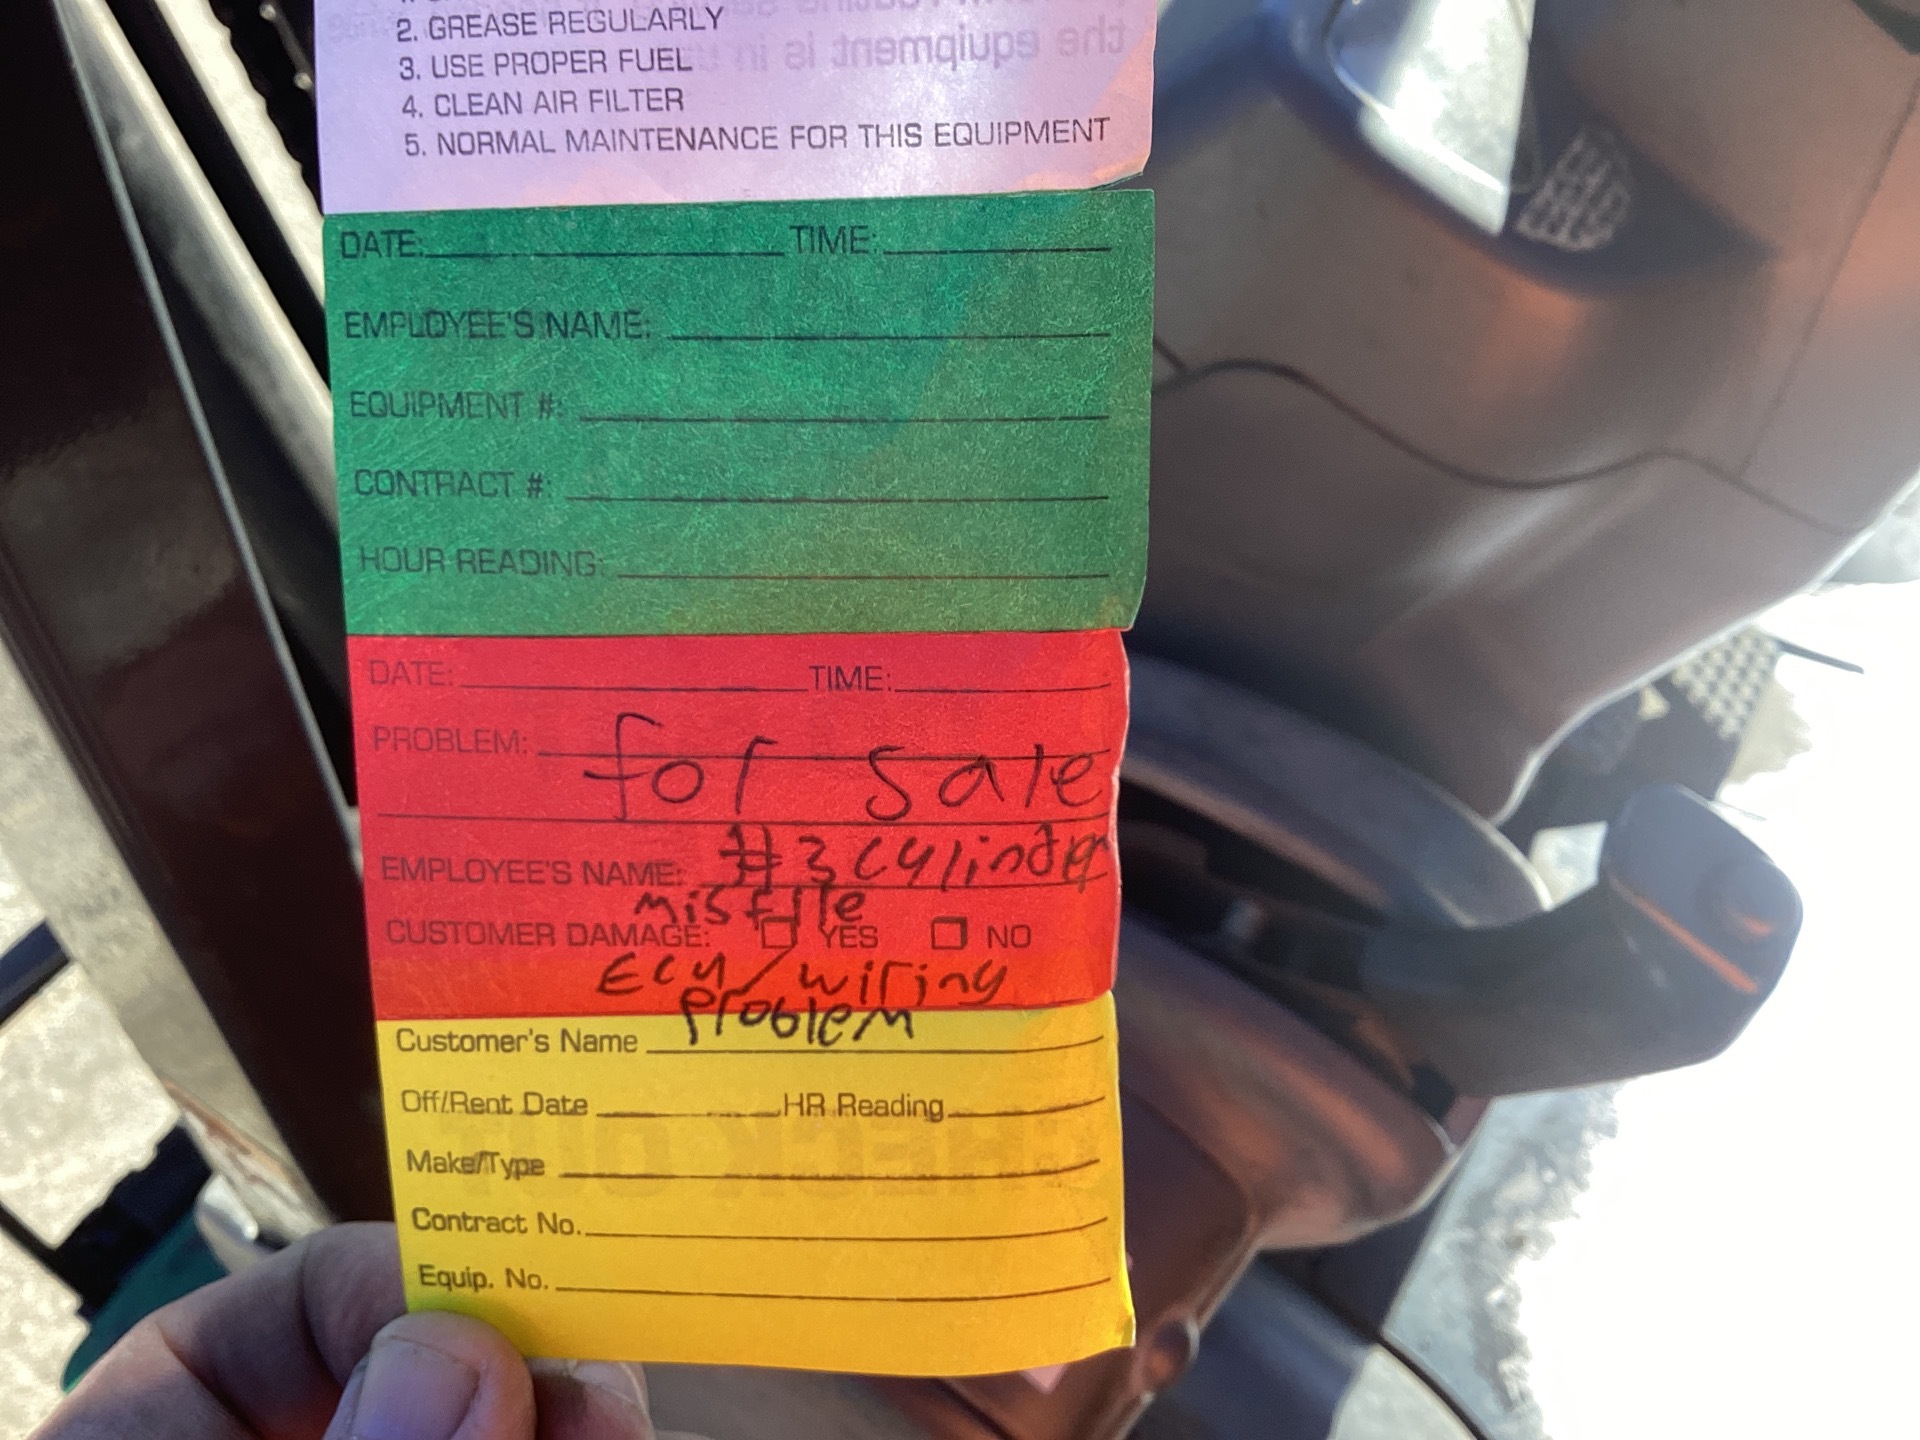 2. GREASE REGULARLY
3. USE PROPER FUEL
4. CLEAN AIR FILTER
5. NORMAL MAINTENANCE FOR THIS EQUIPMENT
DATE: TIME:
EMPLOYEE'S NAME:
EQUIPMENT #:
CONTRACT #:
HOUR READING:
DATE: TIME:
PROBLEM: for sale
EMPLOYEE'S NAME: #3 cylinder
misfire
CUSTOMER DAMAGE: YES NO
ECU/wiring
problem
Customer's Name
Off/Rent Date HR Reading
Make/Type
Contract No.
Equip. No.